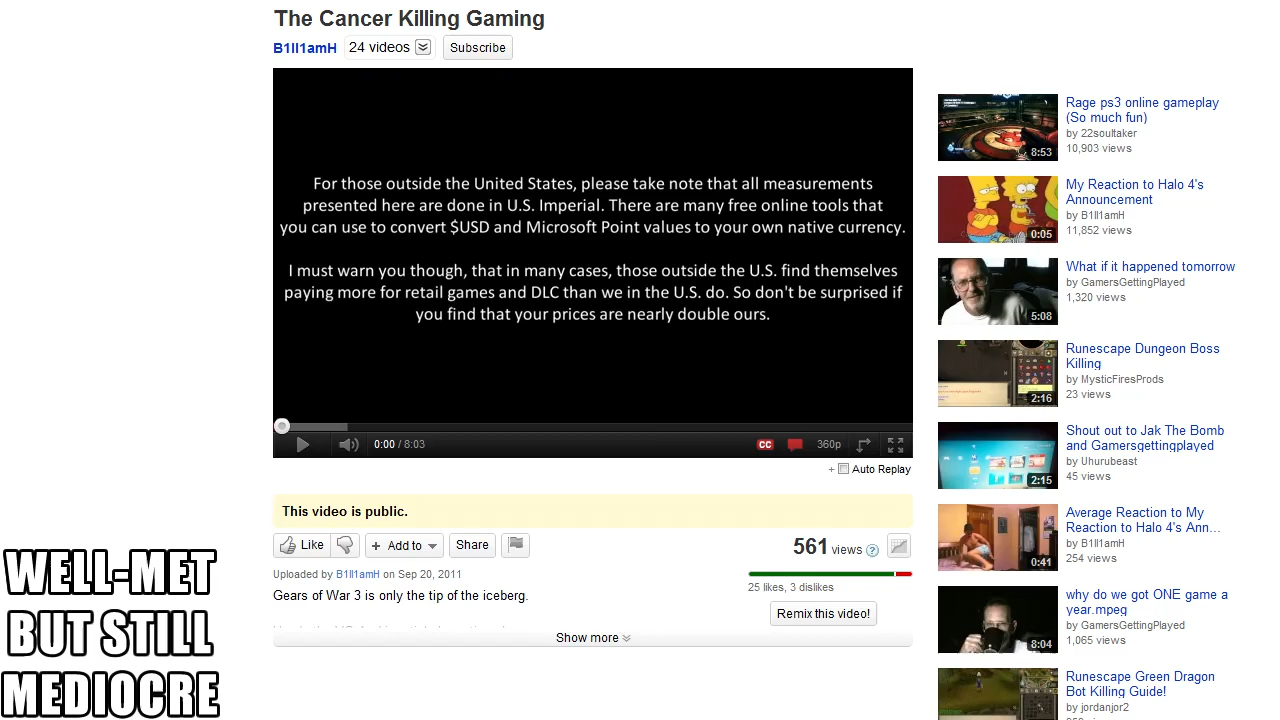 The Cancer Killing Gaming
B1ll1amH 24 videos Subscribe
For those outside the United States, please take note that all measurements
presented here are done in U.S. Imperial. There are many free online tools that
you can use to convert $USD and Microsoft Point values to your own native currency.
I must warn you though, that in many cases, those outside the U.S. find themselves
paying more for retail games and DLC than we in the U.S. do. So don't be surprised if
you find that your prices are nearly double ours.
0:00 / 8:03 CC 360p
+ Auto Replay
This video is public.
Like + Add to Share
561 views ?
Uploaded by B1ll1amH on Sep 20, 2011
25 likes, 3 dislikes
Gears of War 3 is only the tip of the iceberg.
Remix this video!
Show more
Rage ps3 online gameplay
(So much fun)
by 22soultaker
10,903 views
8:53
My Reaction to Halo 4's
Announcement
by B1ll1amH
11,852 views
0:05
What if it happened tomorrow
by GamersGettingPlayed
1,320 views
5:08
Runescape Dungeon Boss
Killing
by MysticFiresProds
23 views
2:16
Shout out to Jak The Bomb
and Gamersgettingplayed
by Uhurubeast
45 views
2:15
Average Reaction to My
Reaction to Halo 4's Ann...
by B1ll1amH
254 views
0:41
why do we got ONE game a
year.mpeg
by GamersGettingPlayed
1,065 views
8:04
Runescape Green Dragon
Bot Killing Guide!
by jordanjor2
WELL-MET
BUT STILL
MEDIOCRE